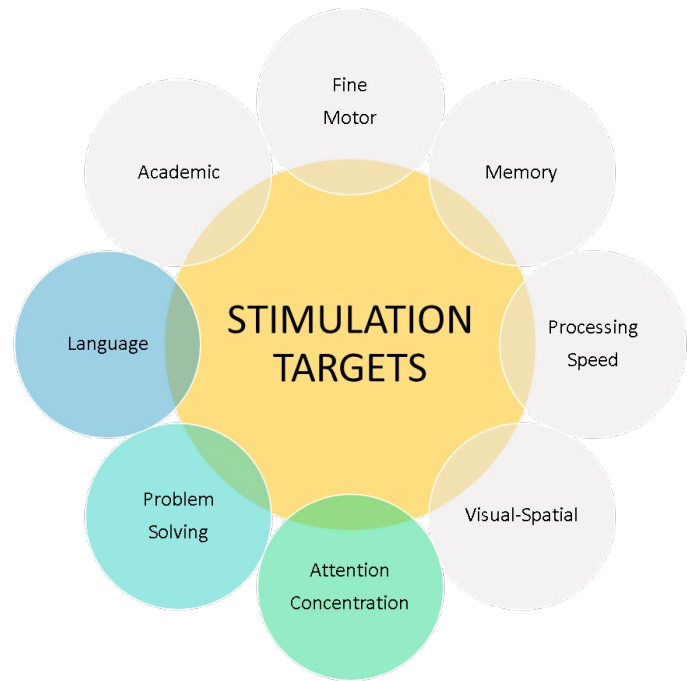 Fine
Motor
Academic
Memory
STIMULATION
TARGETS
Language
Processing
Speed
Problem
Solving
Visual-Spatial
Attention
Concentration